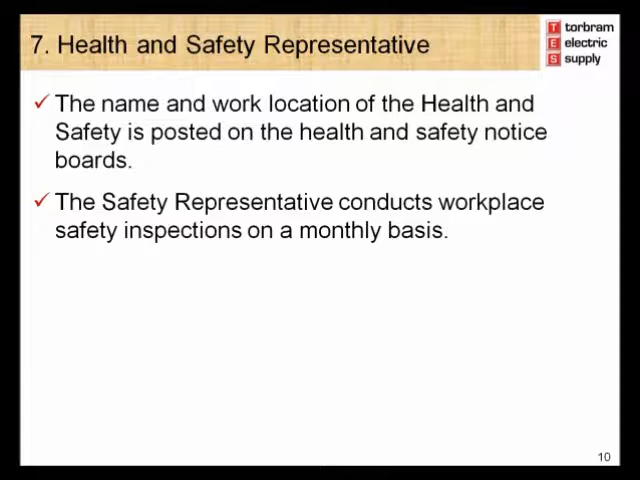 7. Health and Safety Representative
T torbram
E electric
S supply
✓ The name and work location of the Health and
Safety is posted on the health and safety notice
boards.
✓ The Safety Representative conducts workplace
safety inspections on a monthly basis.
10